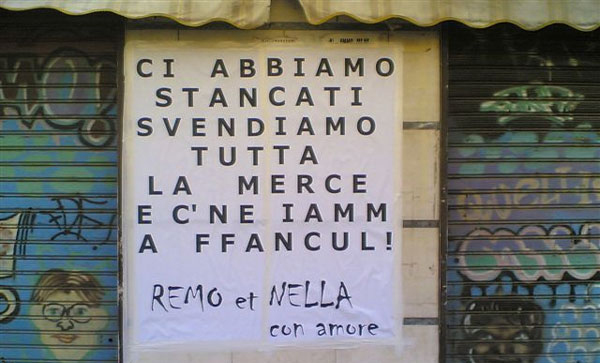 CI ABBIAMO
STANCATI
SVENDIAMO
TUTTA
LA MERCE
E C'NE IAMM
A FFANCUL!
REMO et NELLA
con amore